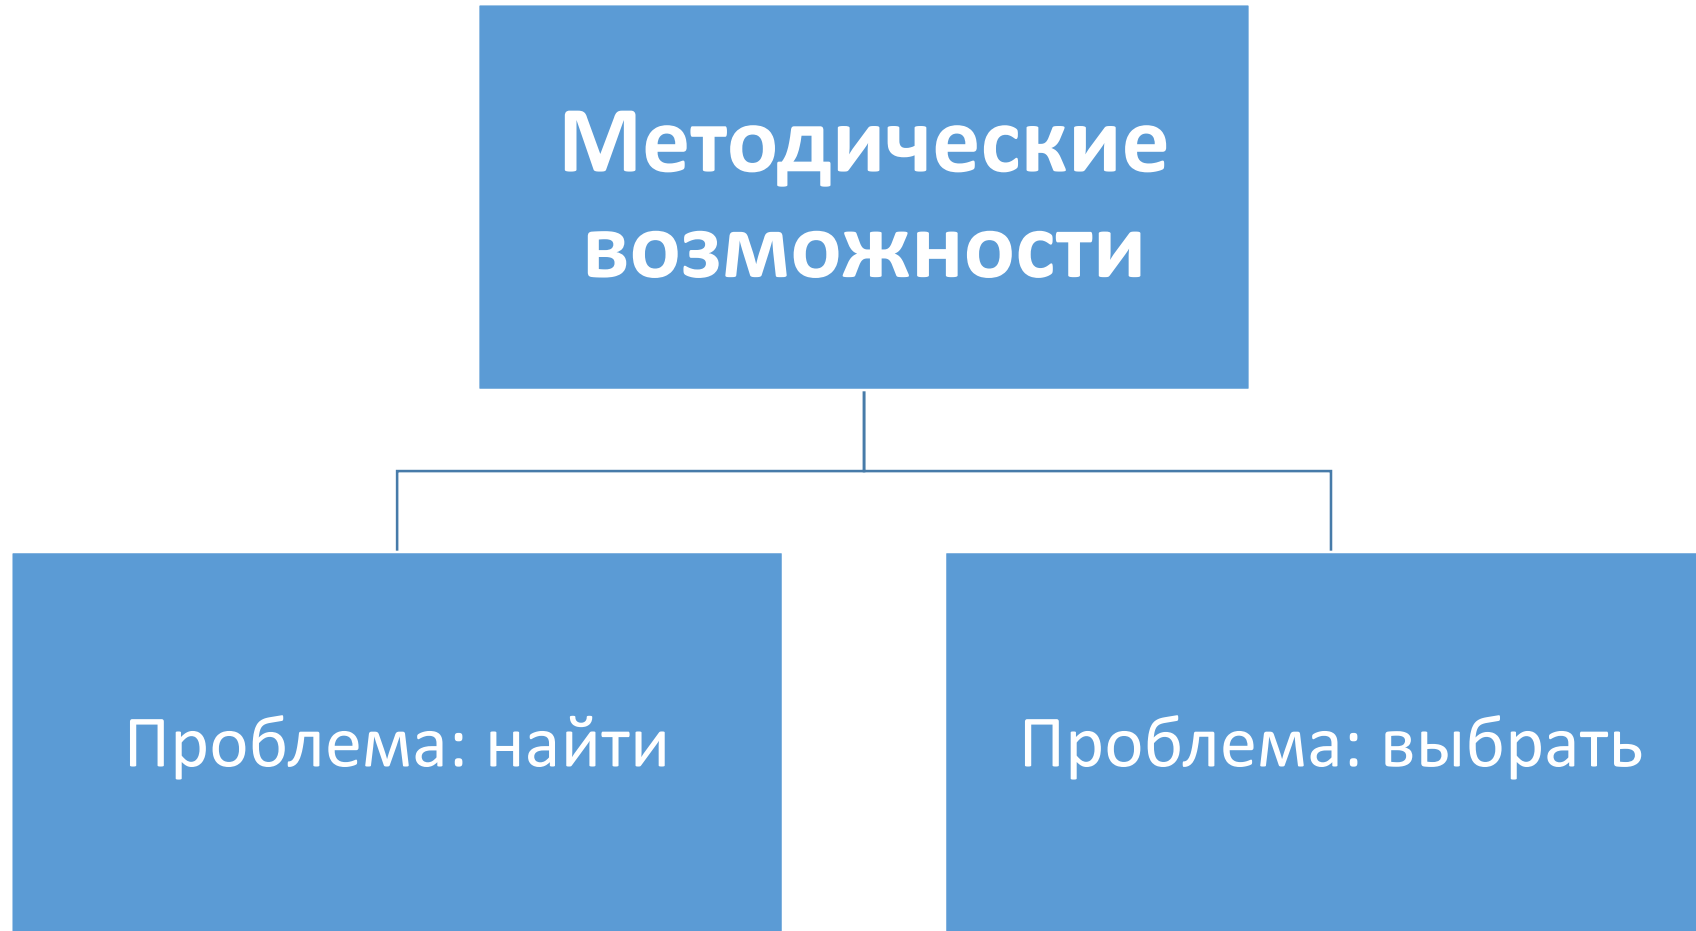 Методические
возможности
Проблема: найти
Проблема: выбрать